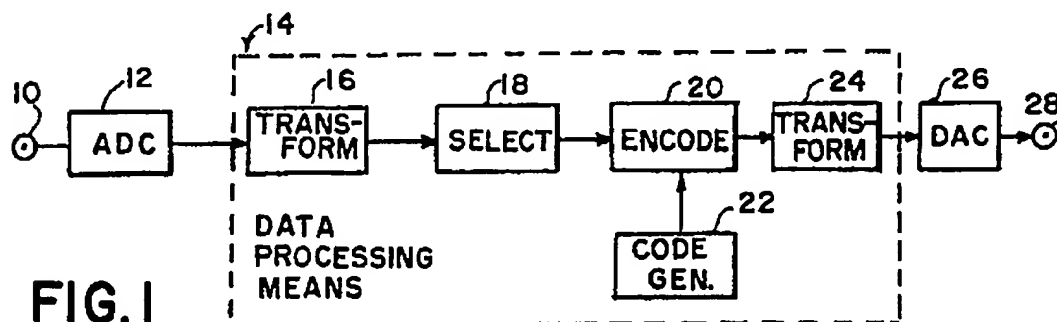 14
10
12
16
18
20
24
26
28
ADC
TRANS-
FORM
SELECT
ENCODE
TRANS-
FORM
DAC
22
CODE
GEN.
DATA
PROCESSING
MEANS
FIG.1